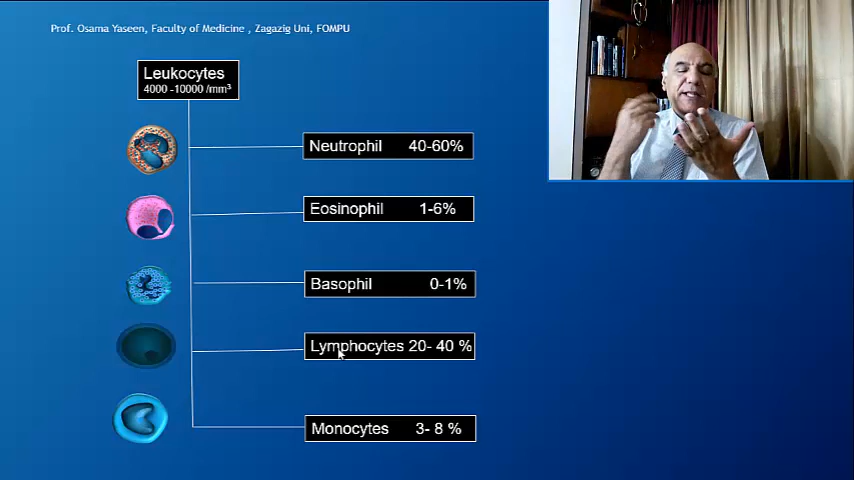 Prof. Osama Yaseen, Faculty of Medicine , Zagazig Uni, FOMPU
Leukocytes
4000 -10000 /mm³
Neutrophil 40-60%
Eosinophil 1-6%
Basophil 0-1%
Lymphocytes 20- 40 %
Monocytes 3- 8 %